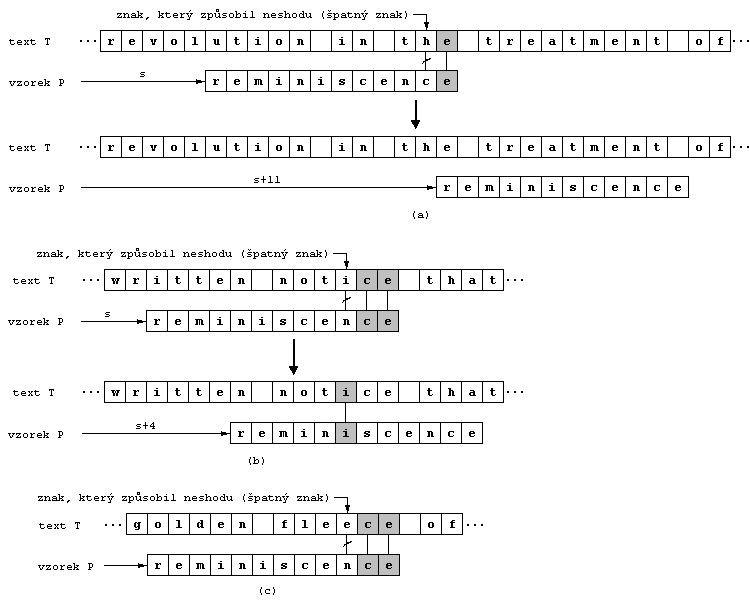 znak, který způsobil neshodu (špatný znak)
text T ··· r e v o l u t i o n   i n   t h e   t r e a t m e n t   o f ···
vzorek P s r e m i n i s c e n c e
text T ··· r e v o l u t i o n   i n   t h e   t r e a t m e n t   o f ···
vzorek P s+11 r e m i n i s c e n c e
(a)
znak, který způsobil neshodu (špatný znak)
text T ··· w r i t t e n   n o t i c e   t h a t ···
vzorek P s r e m i n i s c e n c e
text T ··· w r i t t e n   n o t i c e   t h a t ···
vzorek P s+4 r e m i n i s c e n c e
(b)
znak, který způsobil neshodu (špatný znak)
text T ··· g o l d e n   f l e e c e   o f ···
vzorek P r e m i n i s c e n c e
(c)